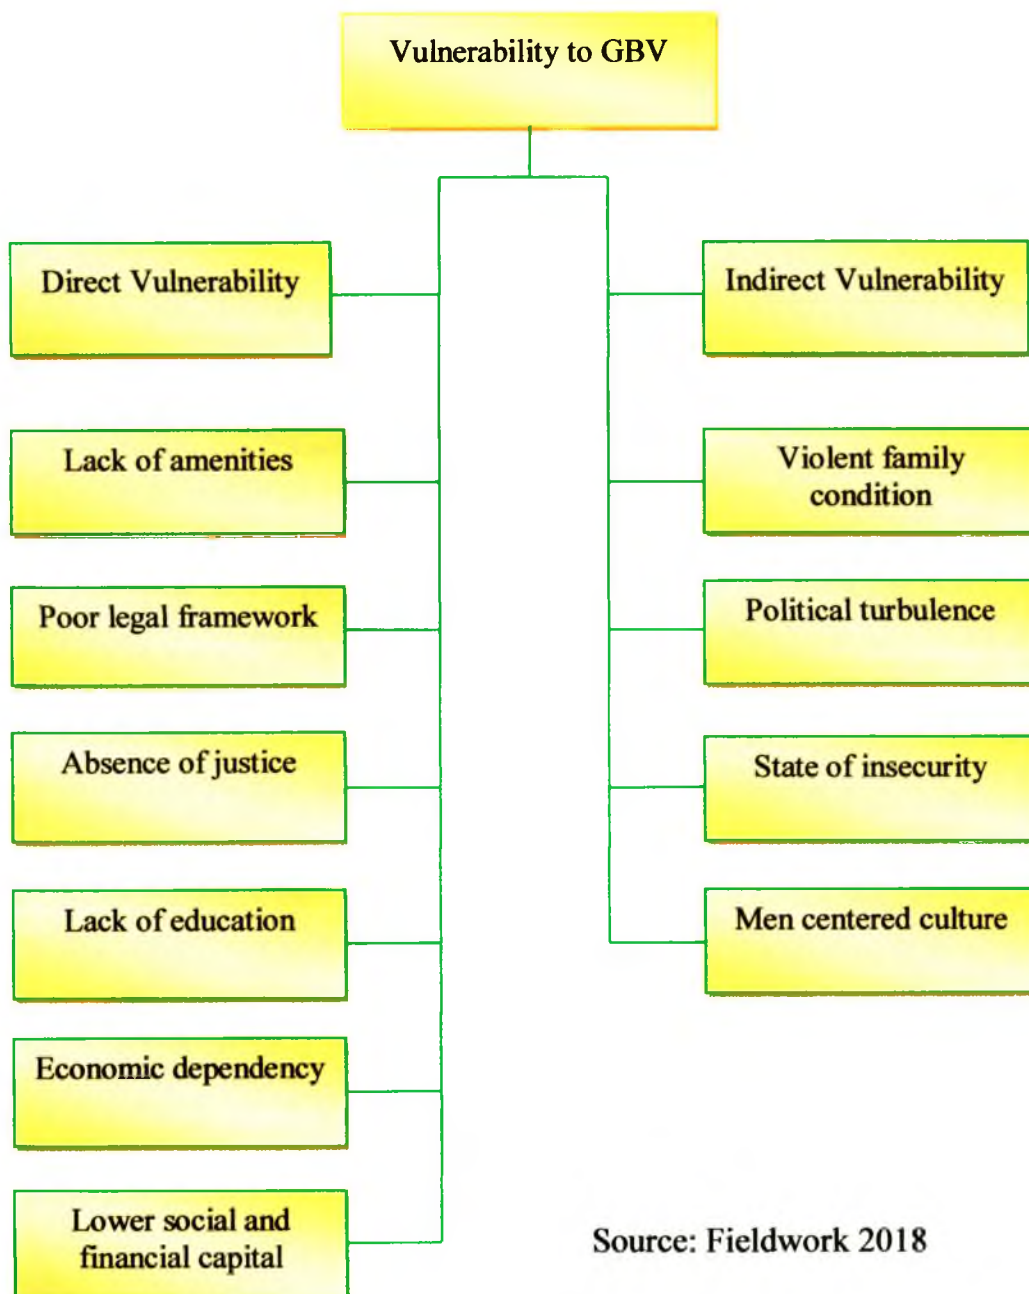 Vulnerability to GBV
Direct Vulnerability
Lack of amenities
Poor legal framework
Absence of justice
Lack of education
Economic dependency
Lower social and
financial capital
Indirect Vulnerability
Violent family
condition
Political turbulence
State of insecurity
Men centered culture
Source: Fieldwork 2018